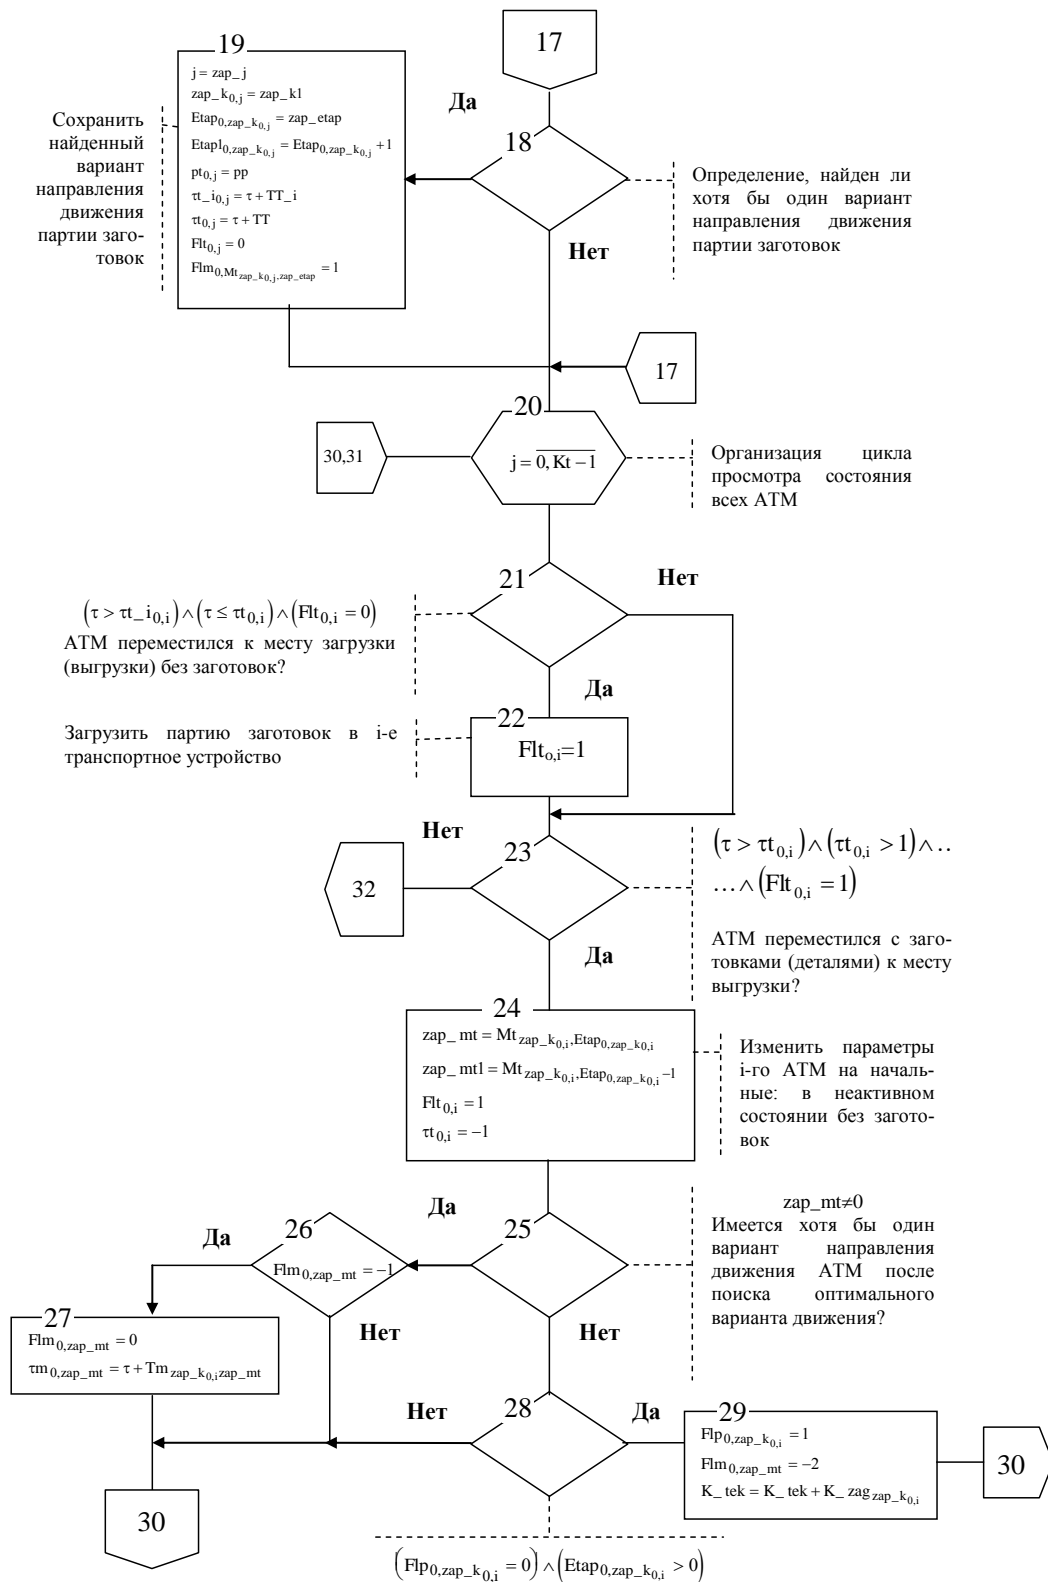 17
19
j = zap_j
zap_k0,j = zap_k1
Etap0,zap_k0,j = zap_etap
Etap10,zap_k0,j = Etap0,zap_k0,j + 1
pt0,j = pp
τt_i0,j = τ + TT_i
τt0,j = τ + TT
Flt0,j = 0
Flm0,Mtzap_k0,j,zap_etap = 1
Сохранить
найденный
вариант
направления
движения
партии заго-
товок
Да
18
Определение, найден ли
хотя бы один вариант
направления движения
партии заготовок
Нет
17
20
30,31
j = 0, Kt − 1
Организация цикла
просмотра состояния
всех АТМ
21
Нет
(τ > τt_i0,i) ∧ (τ ≤ τt0,i) ∧ (Flt0,i = 0)
АТМ переместился к месту загрузки
(выгрузки) без заготовок?
Да
22
Flto,i=1
Загрузить партию заготовок в i-е
транспортное устройство
Нет
23
32
(τ > τt0,i) ∧ (τt0,i > 1) ∧ ..
... ∧ (Flt0,i = 1)
АТМ переместился с заго-
товками (деталями) к месту
выгрузки?
Да
24
zap_mt = Mtzap_k0,i,Etap0,zap_k0,i
zap_mt1 = Mtzap_k0,i,Etap0,zap_k0,i−1
Flt0,i = 1
τt0,i = −1
Изменить параметры
i-го АТМ на началь-
ные: в неактивном
состоянии без загото-
вок
Да
25
zap_mt≠0
Имеется хотя бы один
вариант направления
движения АТМ после
поиска оптимального
варианта движения?
Да
26
Flm0,zap_mt = −1
27
Flm0,zap_mt = 0
τm0,zap_mt = τ + Tmzap_k0,izap_mt
Нет
Нет
Нет
28
Да
29
Flp0,zap_k0,i = 1
Flm0,zap_mt = −2
K_tek = K_tek + K_zagzap_k0,i
30
30
(Flp0,zap_k0,i = 0) ∧ (Etap0,zap_k0,i > 0)